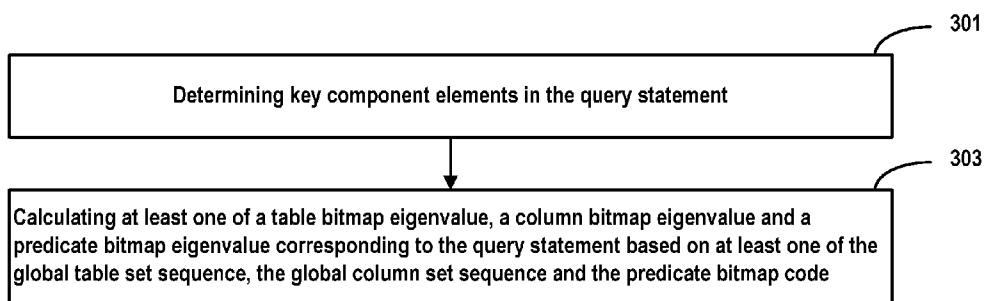 301
Determining key component elements in the query statement
303
Calculating at least one of a table bitmap eigenvalue, a column bitmap eigenvalue and a
predicate bitmap eigenvalue corresponding to the query statement based on at least one of the
global table set sequence, the global column set sequence and the predicate bitmap code